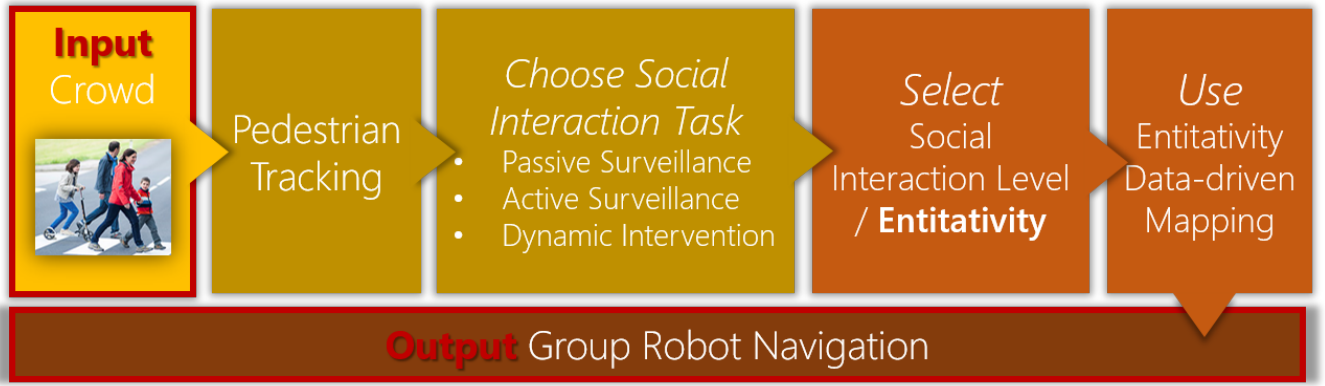 Input
Crowd
Pedestrian
Tracking
Choose Social
Interaction Task
• Passive Surveillance
• Active Surveillance
• Dynamic Intervention
Select
Social
Interaction Level
/ Entitativity
Use
Entitativity
Data-driven
Mapping
Output Group Robot Navigation